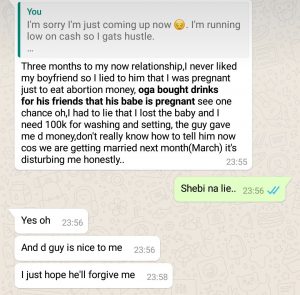 You
I'm sorry I'm just coming up now 😔. I'm running
low on cash so I gats hustle.
...
Three months to my now relationship,I never liked
my boyfriend so I lied to him that I was pregnant
just to eat abortion money, oga bought drinks
for his friends that his babe is pregnant see one
chance oh,I had to lie that I lost the baby and I
need 100k for washing and setting, the guy gave
me d money,don't really know how to tell him now
cos we are getting married next month(March) it's
disturbing me honestly..
23:55
Shebi na lie.. 23:56
Yes oh 23:56
And d guy is nice to me 23:56
I just hope he'll forgive me 23:58